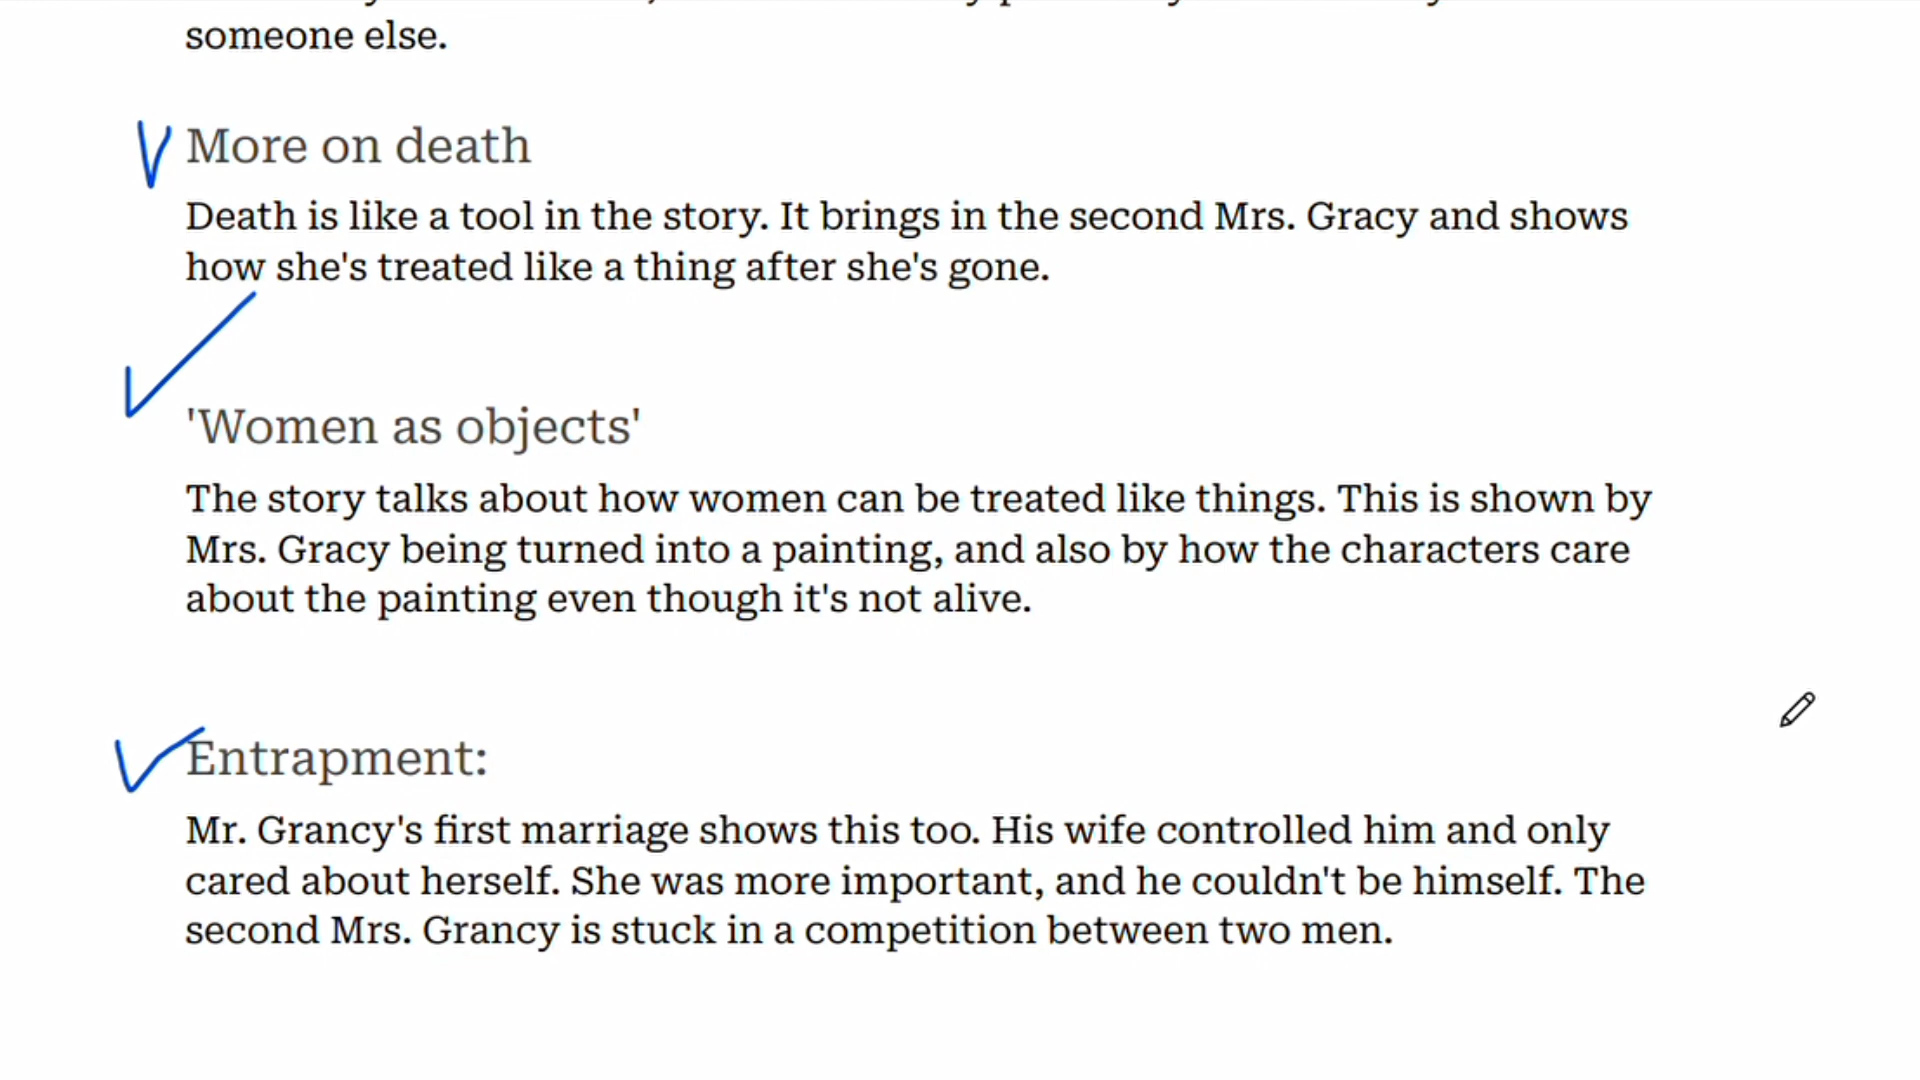 someone else.
More on death
Death is like a tool in the story. It brings in the second Mrs. Gracy and shows
how she's treated like a thing after she's gone.
'Women as objects'
The story talks about how women can be treated like things. This is shown by
Mrs. Gracy being turned into a painting, and also by how the characters care
about the painting even though it's not alive.
Entrapment:
Mr. Grancy's first marriage shows this too. His wife controlled him and only
cared about herself. She was more important, and he couldn't be himself. The
second Mrs. Grancy is stuck in a competition between two men.